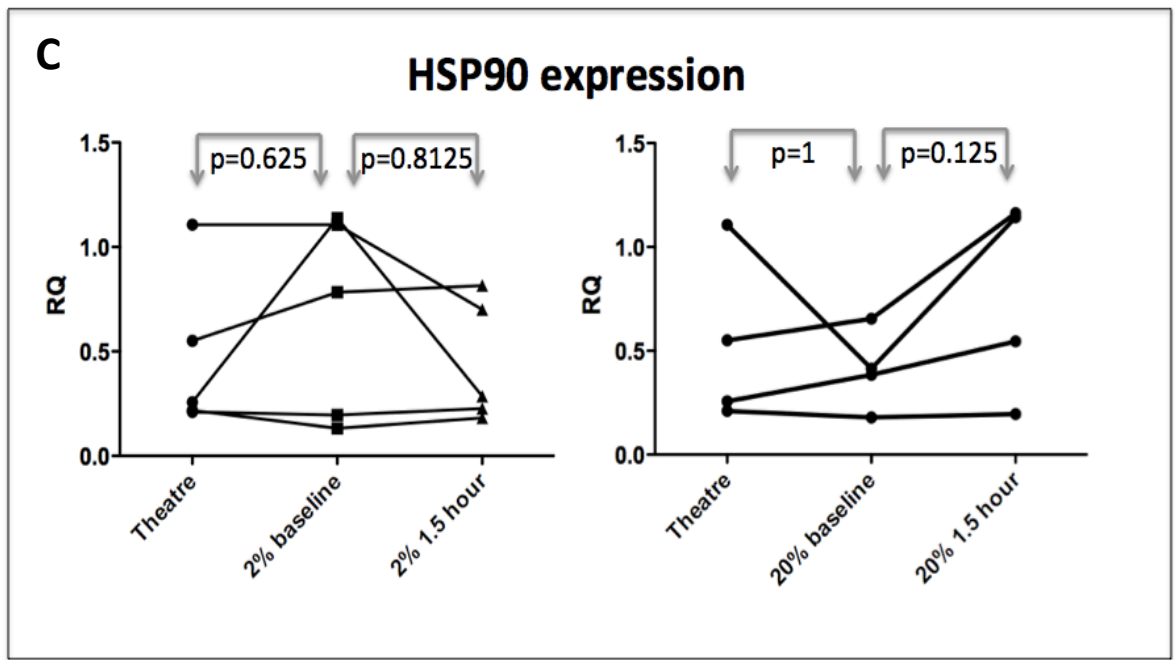 C
HSP90 expression
p=0.625
p=0.8125
1.5
1.0
0.5
0.0
RQ
Theatre
2% baseline
2% 1.5 hour
p=1
p=0.125
1.5
1.0
0.5
0.0
RQ
Theatre
20% baseline
20% 1.5 hour